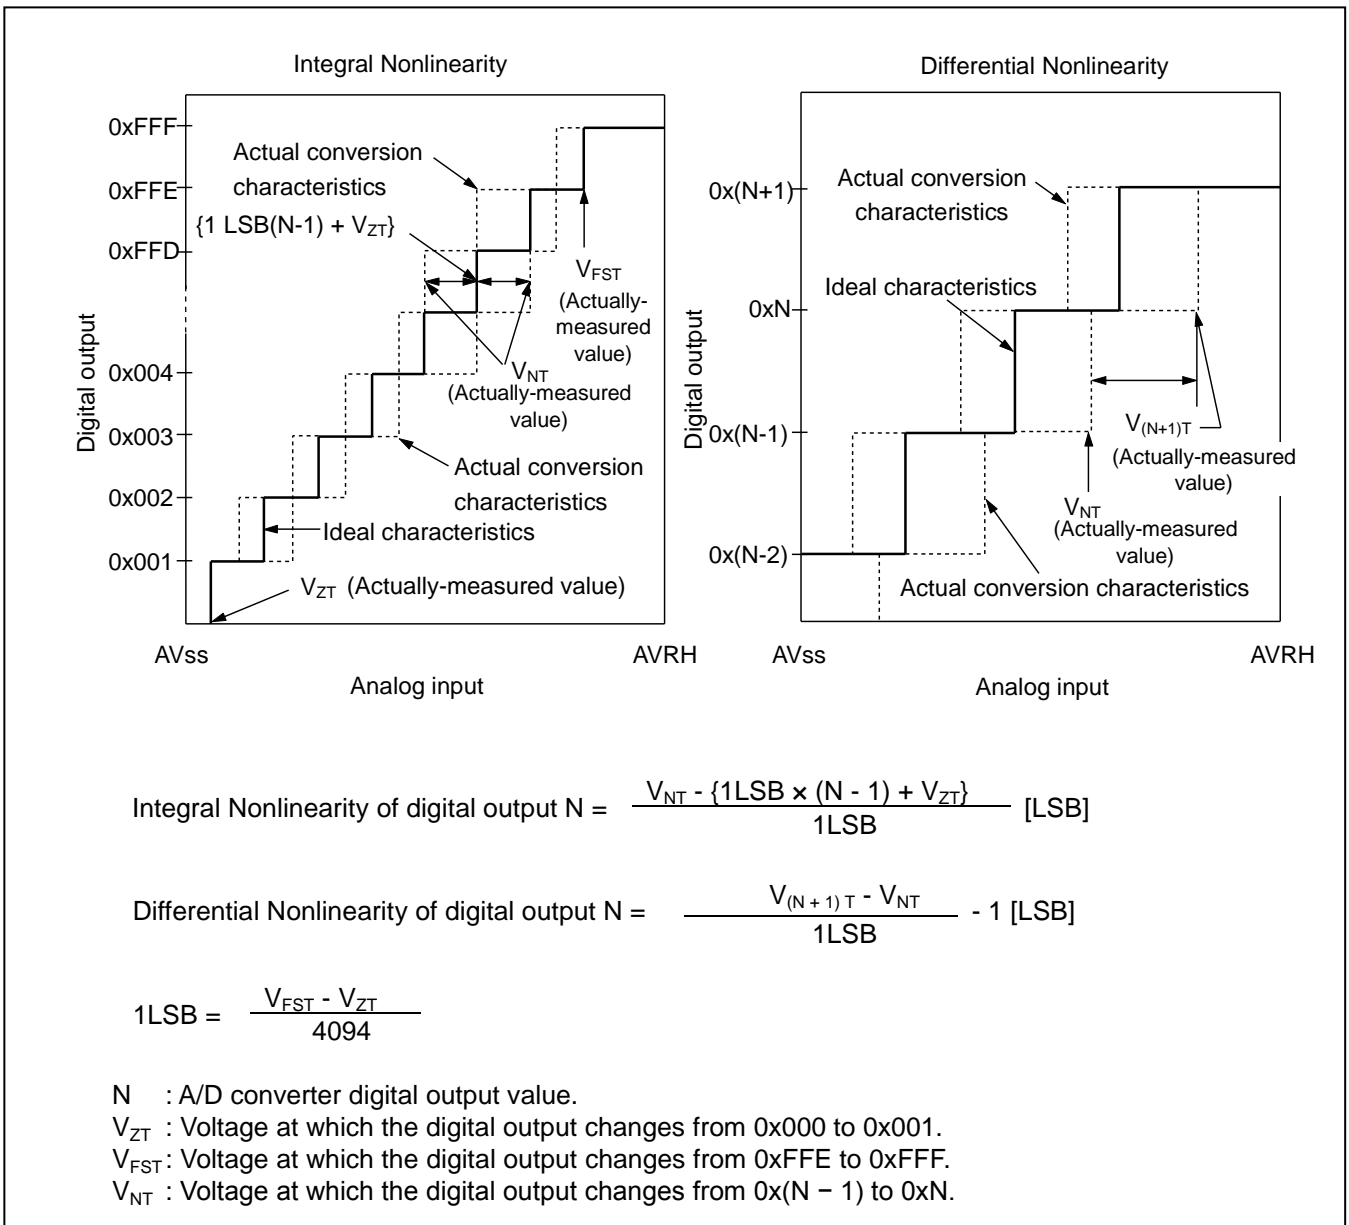 Integral Nonlinearity
0xFFF
0xFFE
0xFFD
0x004
0x003
0x002
0x001
Digital output
Actual conversion
characteristics
{1 LSB(N-1) + VZT}
VFST
(Actually-
measured
value)
VNT
(Actually-measured
value)
Actual conversion
characteristics
Ideal characteristics
VZT (Actually-measured value)
AVss
AVRH
Analog input
Differential Nonlinearity
0x(N+1)
0xN
0x(N-1)
0x(N-2)
Digital output
Actual conversion
characteristics
Ideal characteristics
V(N+1)T
(Actually-measured
value)
VNT
(Actually-measured
value)
Actual conversion characteristics
AVss
AVRH
Analog input
Integral Nonlinearity of digital output N = VNT - {1LSB × (N - 1) + VZT} / 1LSB [LSB]
Differential Nonlinearity of digital output N = V(N + 1) T - VNT / 1LSB - 1 [LSB]
1LSB = VFST - VZT / 4094
N : A/D converter digital output value.
VZT : Voltage at which the digital output changes from 0x000 to 0x001.
VFST : Voltage at which the digital output changes from 0xFFE to 0xFFF.
VNT : Voltage at which the digital output changes from 0x(N − 1) to 0xN.